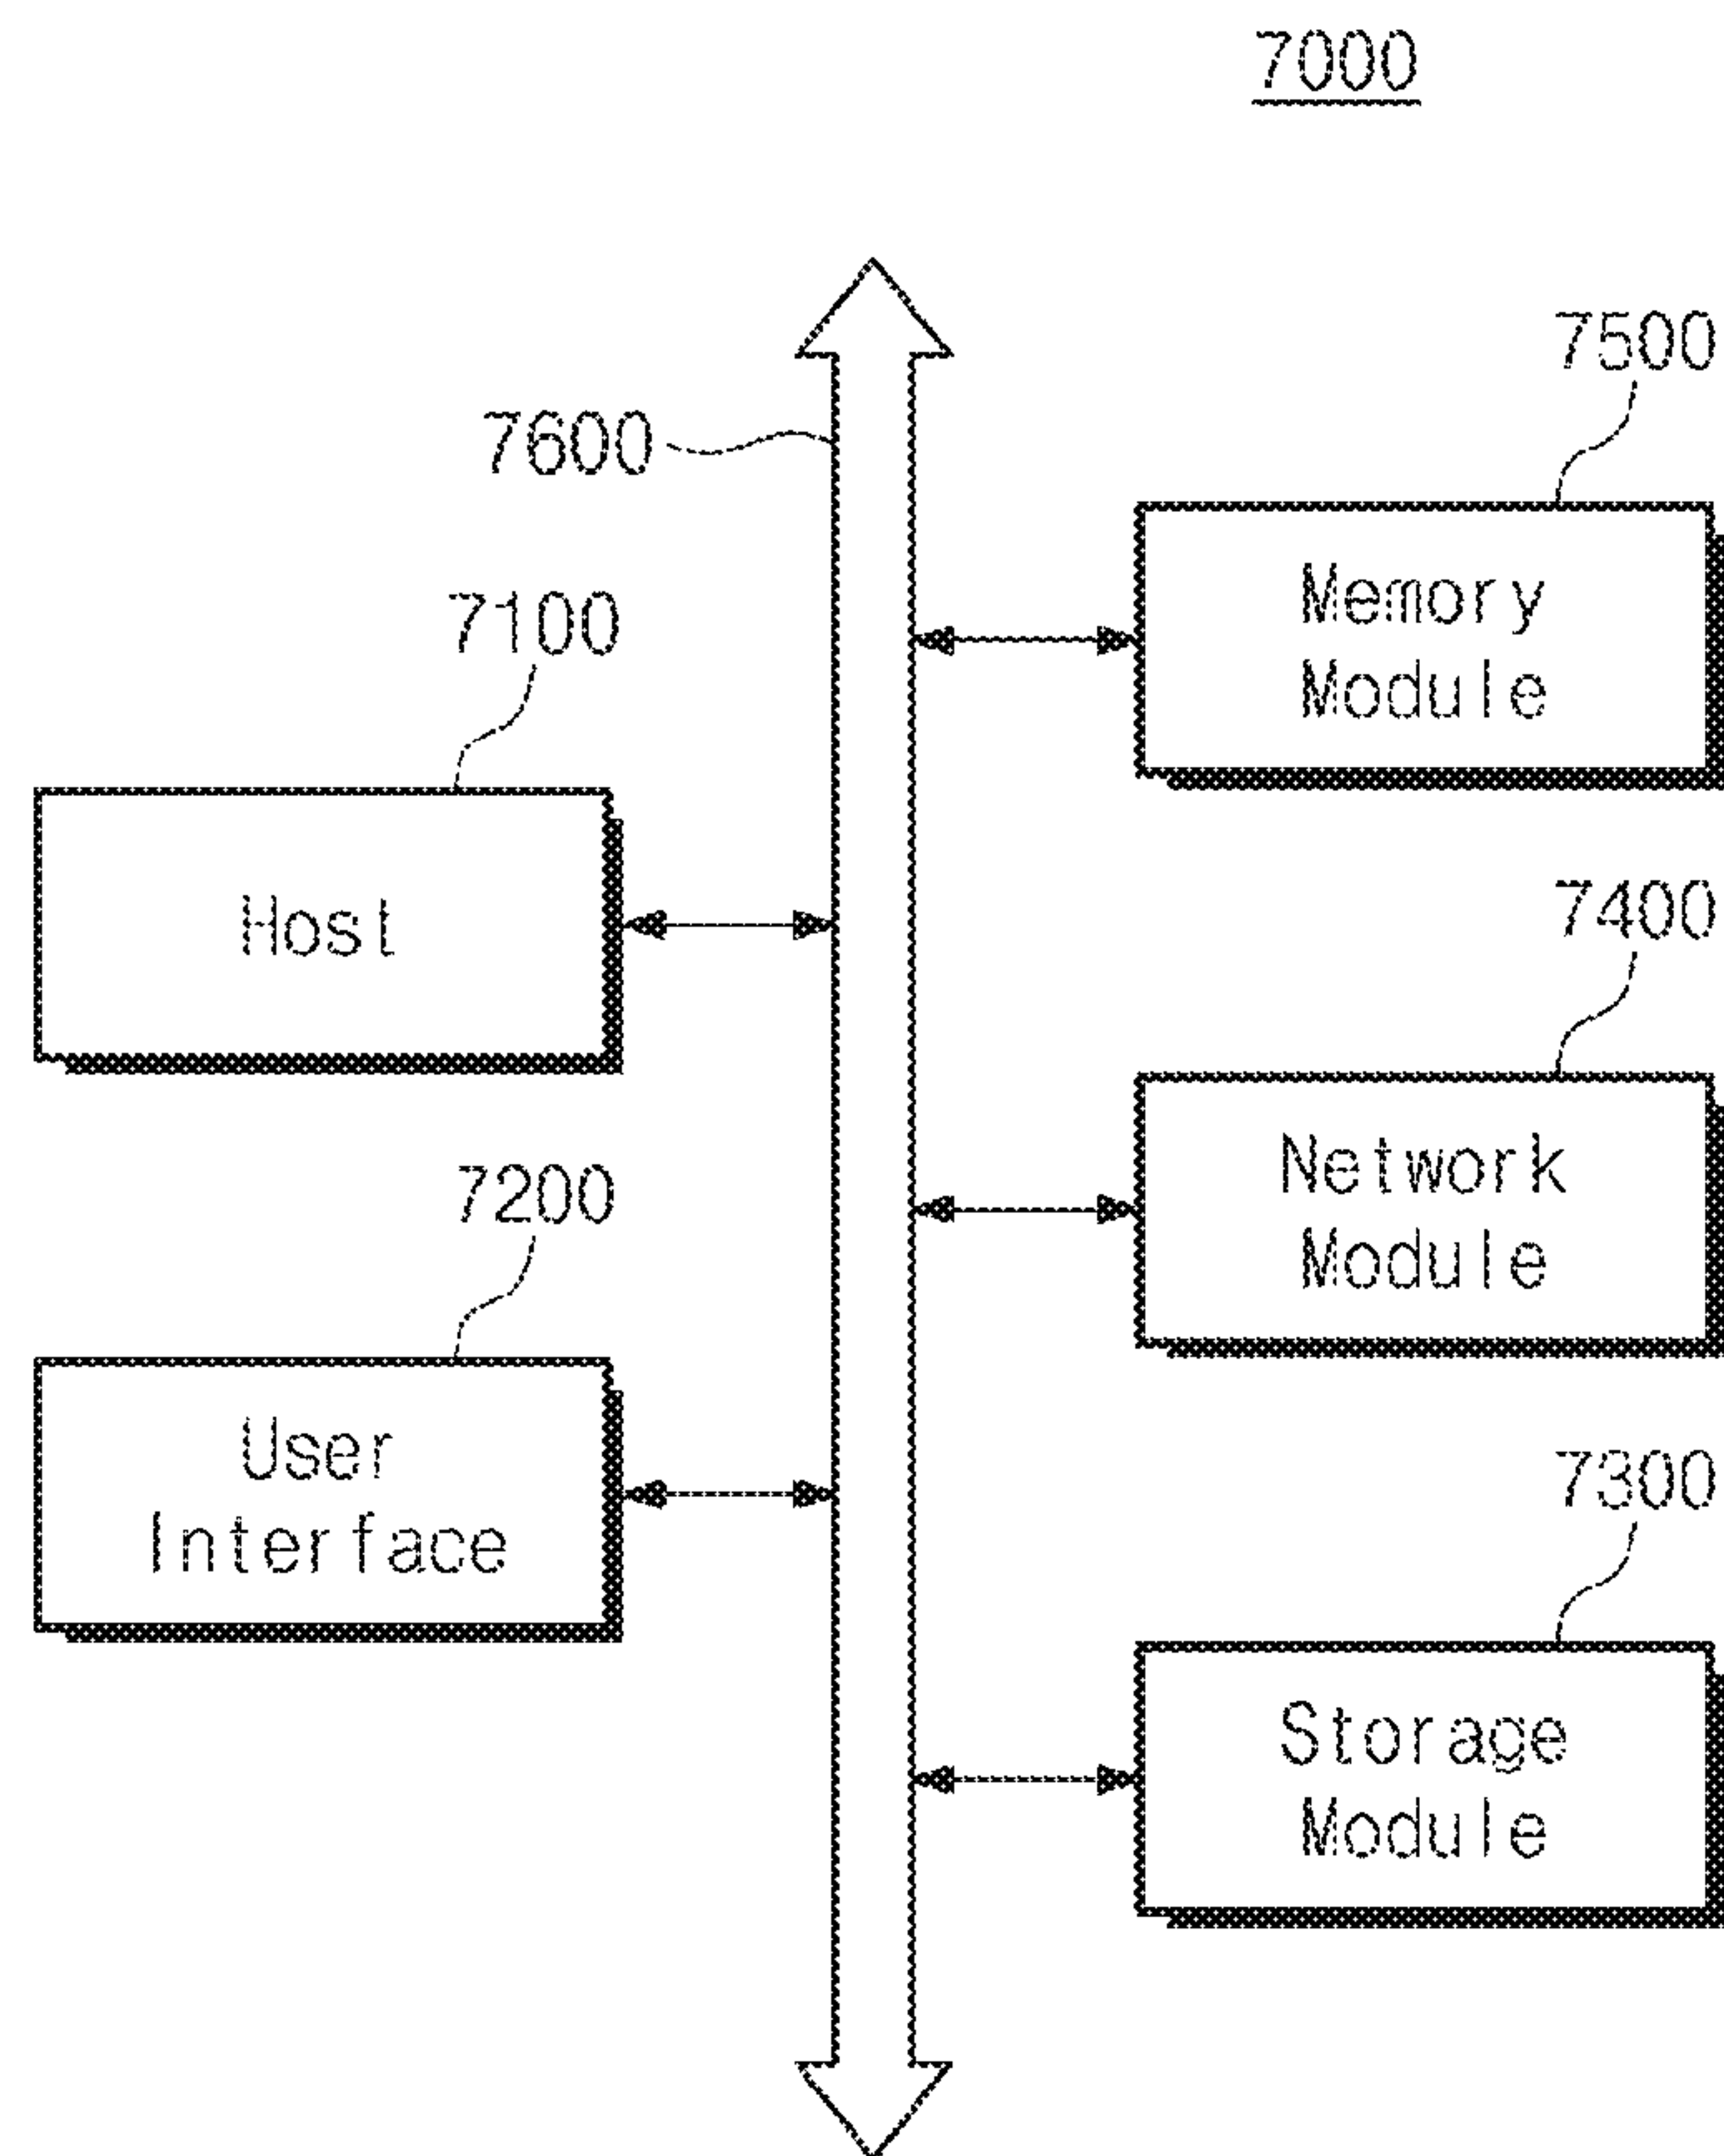 7000
7500
7600
Memory
Module
7100
Host
7400
Network
Module
7200
User
Interface
7300
Storage
Module